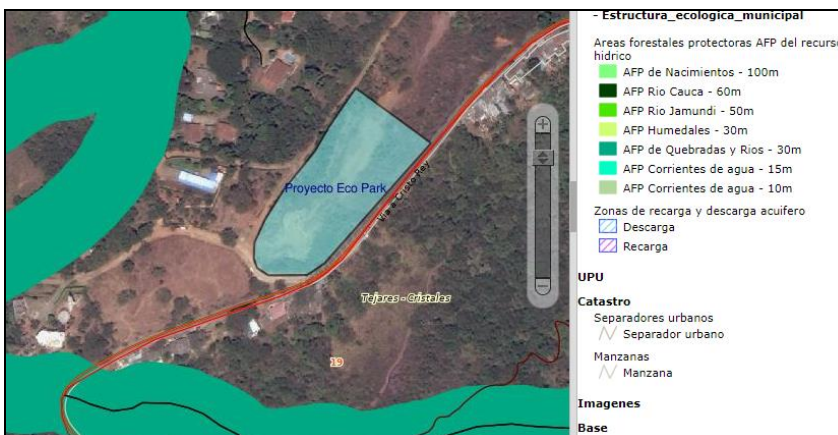 Proyecto Eco Park
Via a Cristo Rey
Tejares - Cristales
19
- Estructura_ecologica_municipal
Areas forestales protectoras AFP del recurso
hidrico
AFP de Nacimientos - 100m
AFP Rio Cauca - 60m
AFP Rio Jamundi - 50m
AFP Humedales - 30m
AFP de Quebradas y Rios - 30m
AFP Corrientes de agua - 15m
AFP Corrientes de agua - 10m
Zonas de recarga y descarga acuifero
Descarga
Recarga
UPU
Catastro
Separadores urbanos
Separador urbano
Manzanas
Manzana
Imagenes
Base